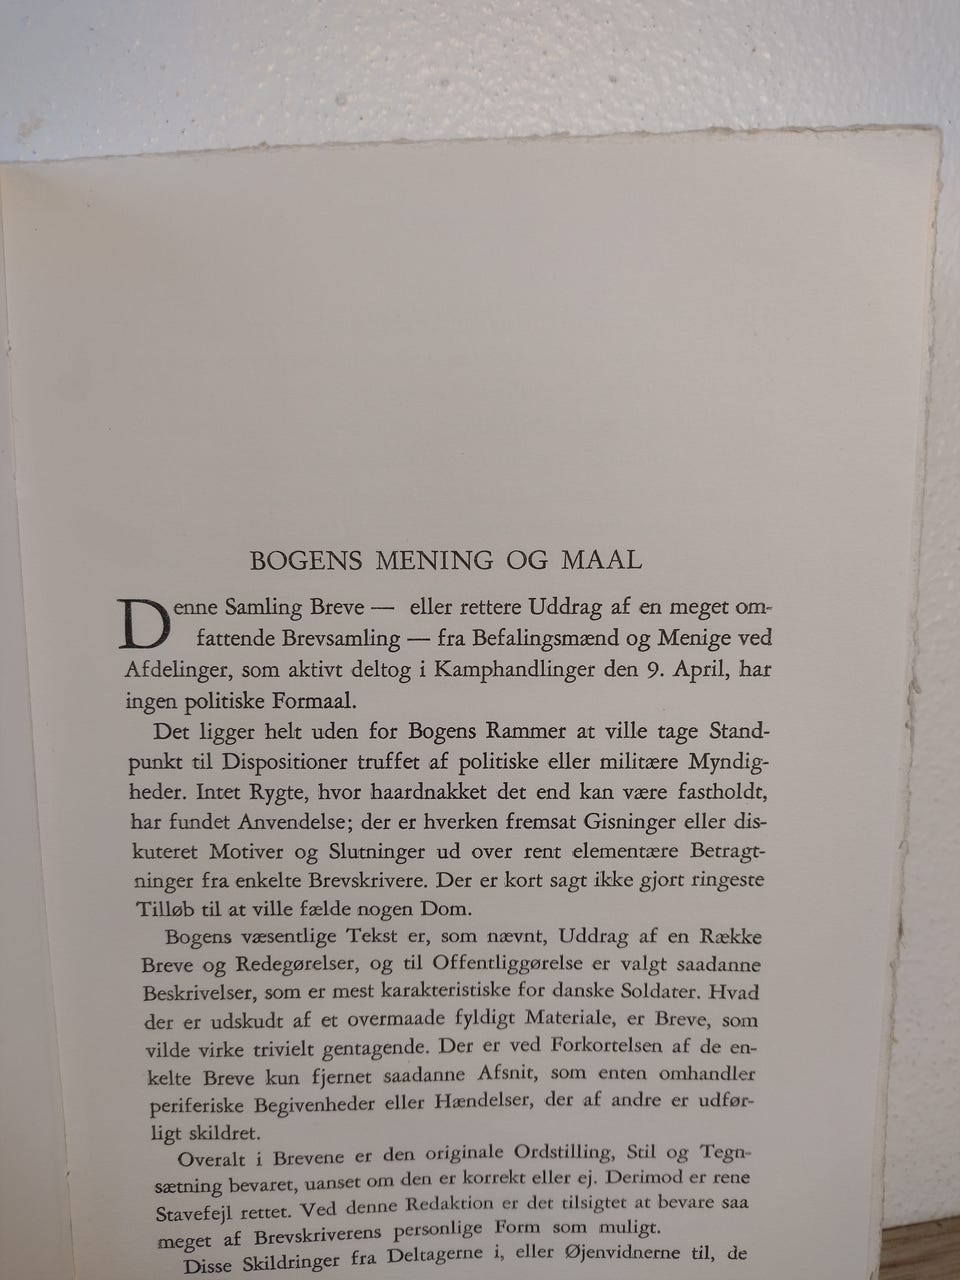 BOGENS MENING OG MAAL
Denne Samling Breve — eller rettere Uddrag af en meget om-
fattende Brevsamling — fra Befalingsmænd og Menige ved
Afdelinger, som aktivt deltog i Kamphandlinger den 9. April, har
ingen politiske Formaal.
Det ligger helt uden for Bogens Rammer at ville tage Stand-
punkt til Dispositioner truffet af politiske eller militære Myndig-
heder. Intet Rygte, hvor haardnakket det end kan være fastholdt,
har fundet Anvendelse; der er hverken fremsat Gisninger eller dis-
kuteret Motiver og Slutninger ud over rent elementære Betragt-
ninger fra enkelte Brevskrivere. Der er kort sagt ikke gjort ringeste
Tilløb til at ville fælde nogen Dom.
Bogens væsentlige Tekst er, som nævnt, Uddrag af en Række
Breve og Redegørelser, og til Offentliggørelse er valgt saadanne
Beskrivelser, som er mest karakteristiske for danske Soldater. Hvad
der er udskudt af et overmaade fyldigt Materiale, er Breve, som
vilde virke trivielt gentagende. Der er ved Forkortelsen af de en-
kelte Breve kun fjernet saadanne Afsnit, som enten omhandler
periferiske Begivenheder eller Hændelser, der af andre er udfør-
ligt skildret.
Overalt i Brevene er den originale Ordstilling, Stil og Tegn-
sætning bevaret, uanset om den er korrekt eller ej. Derimod er rene
Stavefejl rettet. Ved denne Redaktion er det tilsigtet at bevare saa
meget af Brevskriverens personlige Form som muligt.
Disse Skildringer fra Deltagerne i, eller Øjenvidnerne til, de